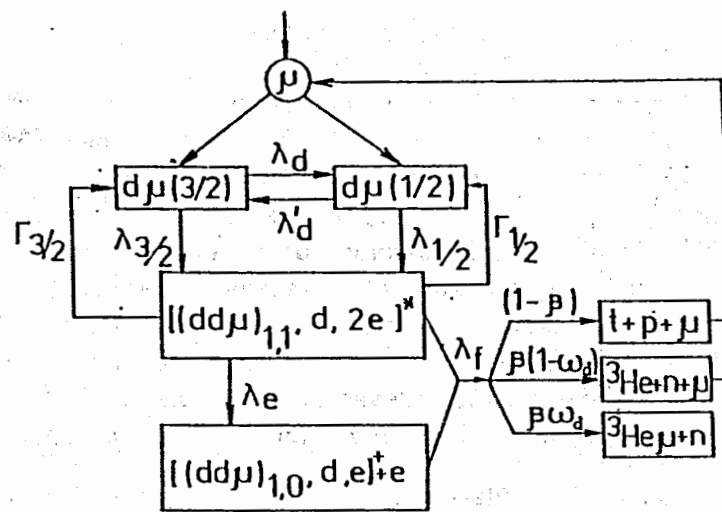 μ
dμ(3/2) λd dμ(1/2)
λ'd
Γ3/2 λ3/2 λ1/2 Γ1/2
[(ddμ)1,1, d, 2e]* λf (1-β) t+p+μ
β(1-ωd) ³He+n+μ
λe βωd ³Heμ+n
[(ddμ)1,0, d,e]⁺+e